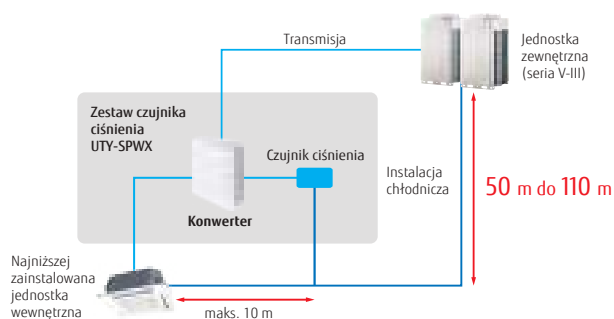 Transmisja
Jednostka
zewnętrzna
(seria V-III)
Zestaw czujnika
ciśnienia
UTY-SPWX
Czujnik ciśnienia
Konwerter
Instalacja
chłodnicza
50 m do 110 m
Najniższej
zainstalowana
jednostka
wewnętrzna
maks. 10 m